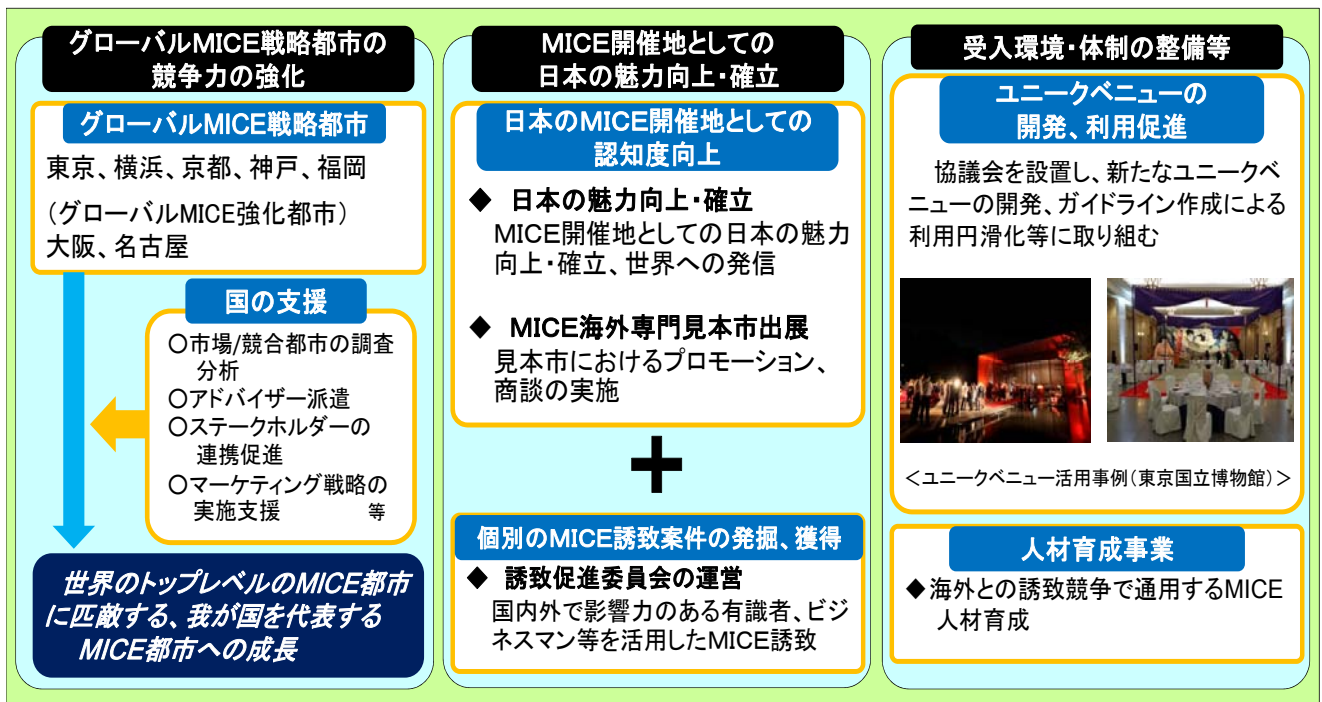 グローバルMICE戦略都市の
競争力の強化
グローバルMICE戦略都市
東京、横浜、京都、神戸、福岡
（グローバルMICE強化都市）
大阪、名古屋
国の支援
○市場/競合都市の調査
分析
○アドバイザー派遣
○ステークホルダーの
連携促進
○マーケティング戦略の
実施支援 等
世界のトップレベルのMICE都市
に匹敵する、我が国を代表する
MICE都市への成長
MICE開催地としての
日本の魅力向上・確立
日本のMICE開催地としての
認知度向上
◆ 日本の魅力向上・確立
MICE開催地としての日本の魅力
向上・確立、世界への発信
◆ MICE海外専門見本市出展
見本市におけるプロモーション、
商談の実施
+
個別のMICE誘致案件の発掘、獲得
◆ 誘致促進委員会の運営
国内外で影響力のある有識者、ビジ
ネスマン等を活用したMICE誘致
受入環境・体制の整備等
ユニークベニューの
開発、利用促進
協議会を設置し、新たなユニークベ
ニューの開発、ガイドライン作成による
利用円滑化等に取り組む
＜ユニークベニュー活用事例（東京国立博物館）＞
人材育成事業
◆海外との誘致競争で通用するMICE
人材育成